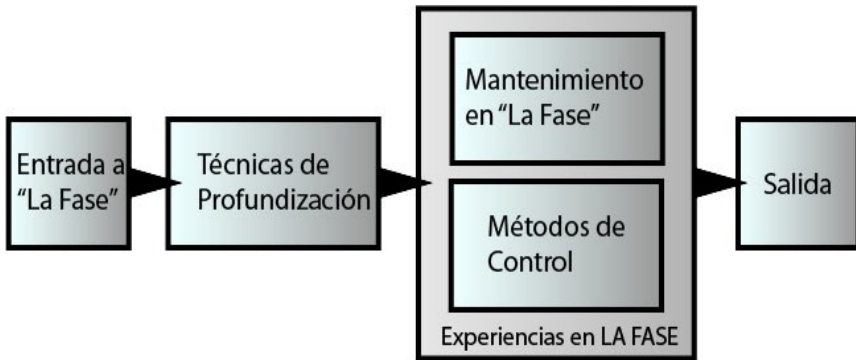 Entrada a
“La Fase”
Técnicas de
Profundización
Mantenimiento
en “La Fase”
Métodos de
Control
Experiencias en LA FASE
Salida